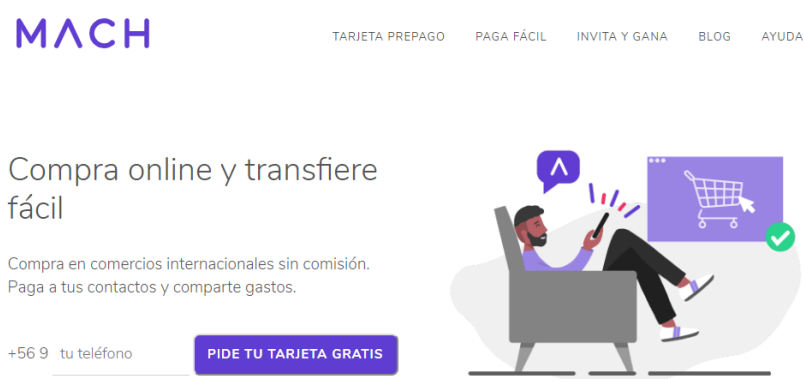 MACH
TARJETA PREPAGO PAGA FÁCIL INVITA Y GANA BLOG AYUDA
Compra online y transfiere
fácil
Compra en comercios internacionales sin comisión.
Paga a tus contactos y comparte gastos.
+56 9 tu teléfono PIDE TU TARJETA GRATIS